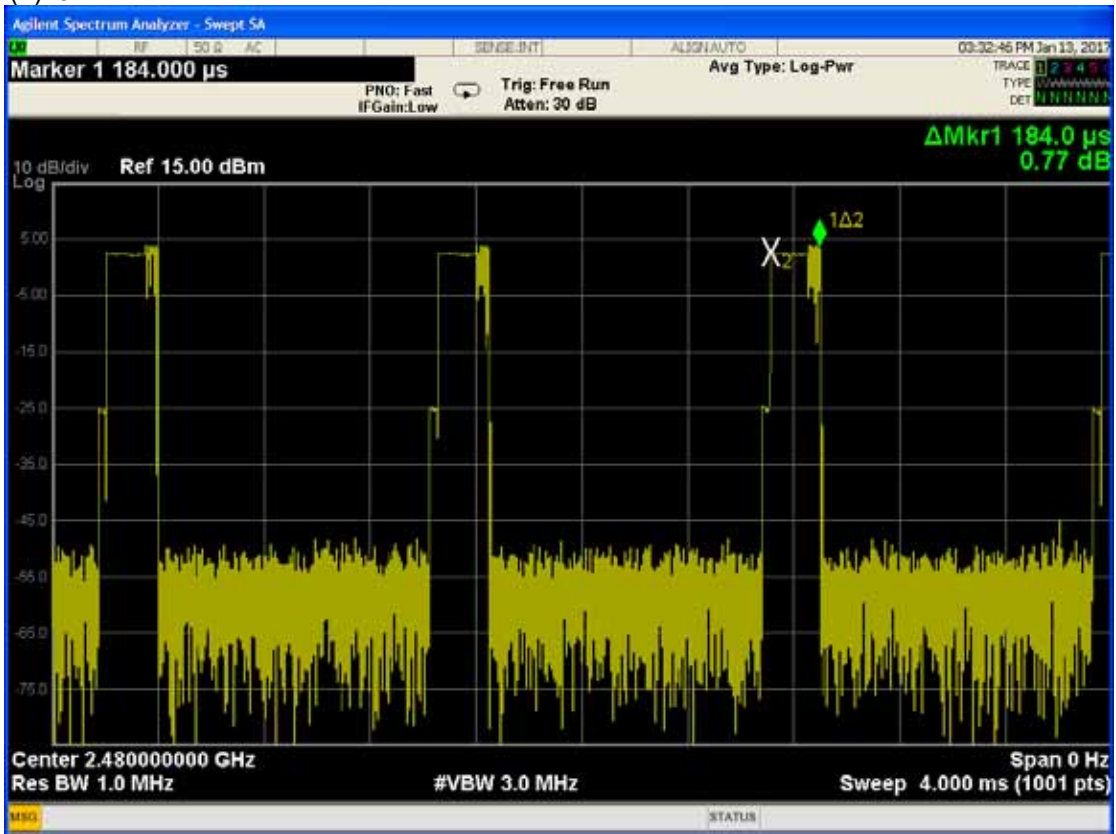 Agilent Spectrum Analyzer - Swept SA
RF 50 Ω AC SENSE:INT ALIGNAUTO 03:32:46 PM Jan 13, 2017
Marker 1 184.000 µs
PNO: Fast
IFGain:Low
Trig: Free Run
Atten: 30 dB
Avg Type: Log-Pwr
TRACE 1 2 3 4 5
TYPE
DET N N N N N N
ΔMkr1 184.0 µs
0.77 dB
10 dB/div Ref 15.00 dBm
Log
1Δ2
X2
5.00
-5.00
-15.0
-25.0
-35.0
-45.0
-55.0
-65.0
-75.0
Center 2.480000000 GHz Span 0 Hz
Res BW 1.0 MHz #VBW 3.0 MHz Sweep 4.000 ms (1001 pts)
MSG STATUS